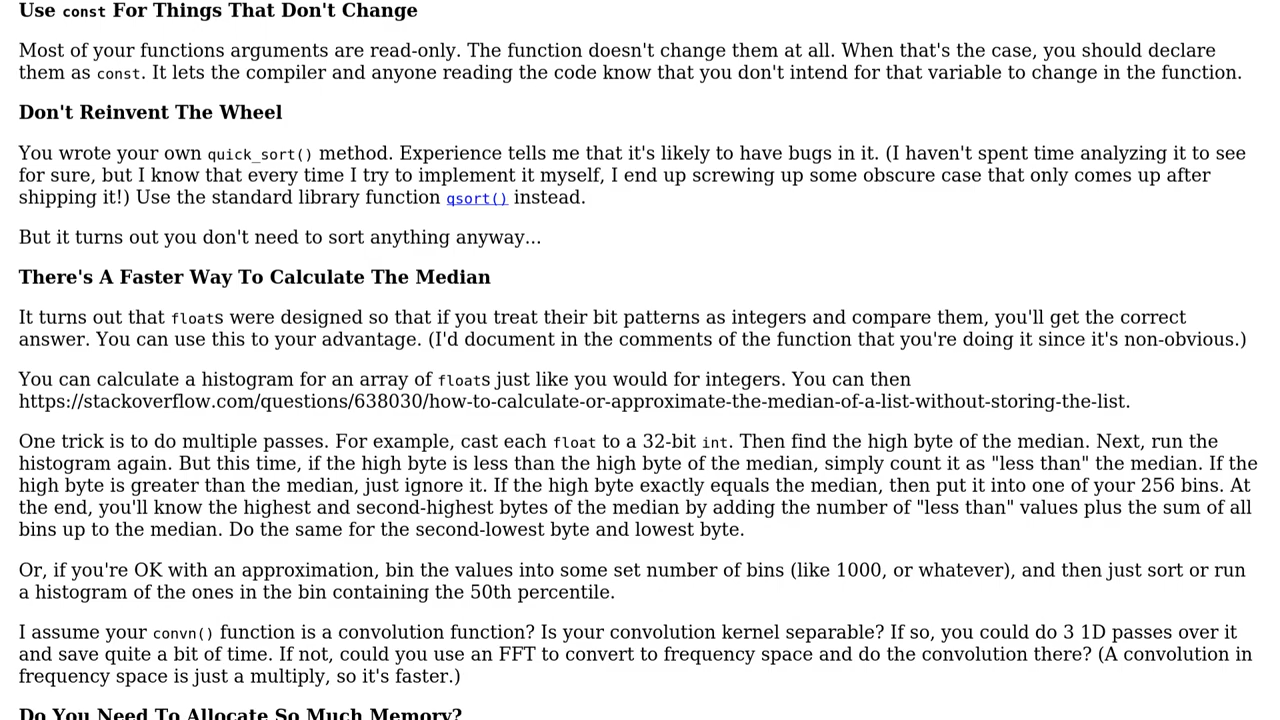 Use const For Things That Don't Change
Most of your functions arguments are read-only. The function doesn't change them at all. When that's the case, you should declare
them as const. It lets the compiler and anyone reading the code know that you don't intend for that variable to change in the function.
Don't Reinvent The Wheel
You wrote your own quick_sort() method. Experience tells me that it's likely to have bugs in it. (I haven't spent time analyzing it to see
for sure, but I know that every time I try to implement it myself, I end up screwing up some obscure case that only comes up after
shipping it!) Use the standard library function qsort() instead.
But it turns out you don't need to sort anything anyway...
There's A Faster Way To Calculate The Median
It turns out that floats were designed so that if you treat their bit patterns as integers and compare them, you'll get the correct
answer. You can use this to your advantage. (I'd document in the comments of the function that you're doing it since it's non-obvious.)
You can calculate a histogram for an array of floats just like you would for integers. You can then
https://stackoverflow.com/questions/638030/how-to-calculate-or-approximate-the-median-of-a-list-without-storing-the-list.
One trick is to do multiple passes. For example, cast each float to a 32-bit int. Then find the high byte of the median. Next, run the
histogram again. But this time, if the high byte is less than the high byte of the median, simply count it as "less than" the median. If the
high byte is greater than the median, just ignore it. If the high byte exactly equals the median, then put it into one of your 256 bins. At
the end, you'll know the highest and second-highest bytes of the median by adding the number of "less than" values plus the sum of all
bins up to the median. Do the same for the second-lowest byte and lowest byte.
Or, if you're OK with an approximation, bin the values into some set number of bins (like 1000, or whatever), and then just sort or run
a histogram of the ones in the bin containing the 50th percentile.
I assume your convn() function is a convolution function? Is your convolution kernel separable? If so, you could do 3 1D passes over it
and save quite a bit of time. If not, could you use an FFT to convert to frequency space and do the convolution there? (A convolution in
frequency space is just a multiply, so it's faster.)
Do You Need To Allocate So Much Memory?